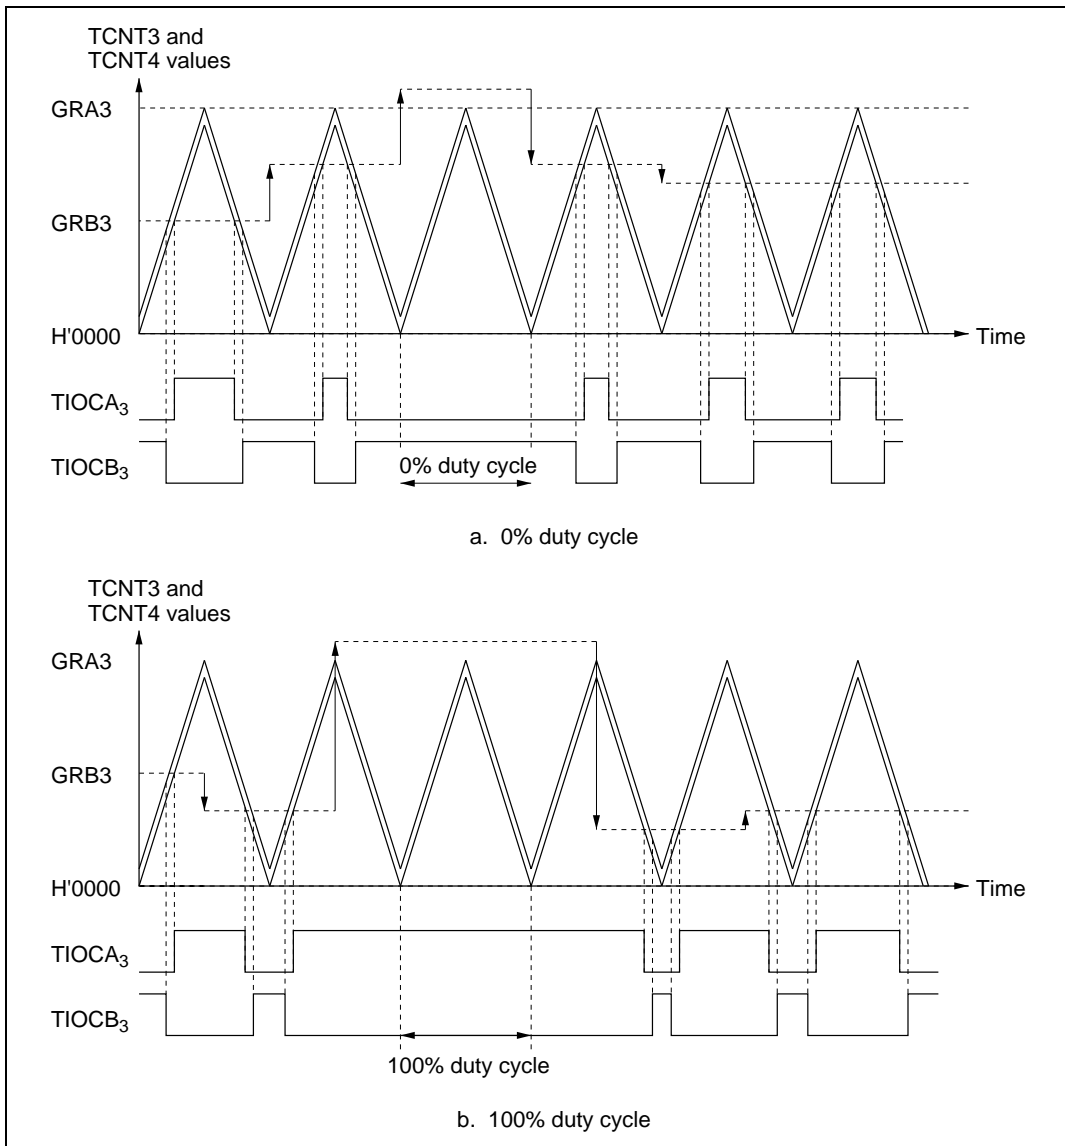 TCNT3 and
TCNT4 values
GRA3
GRB3
H'0000
Time
TIOCA3
TIOCB3
0% duty cycle
a. 0% duty cycle
TCNT3 and
TCNT4 values
GRA3
GRB3
H'0000
Time
TIOCA3
TIOCB3
100% duty cycle
b. 100% duty cycle